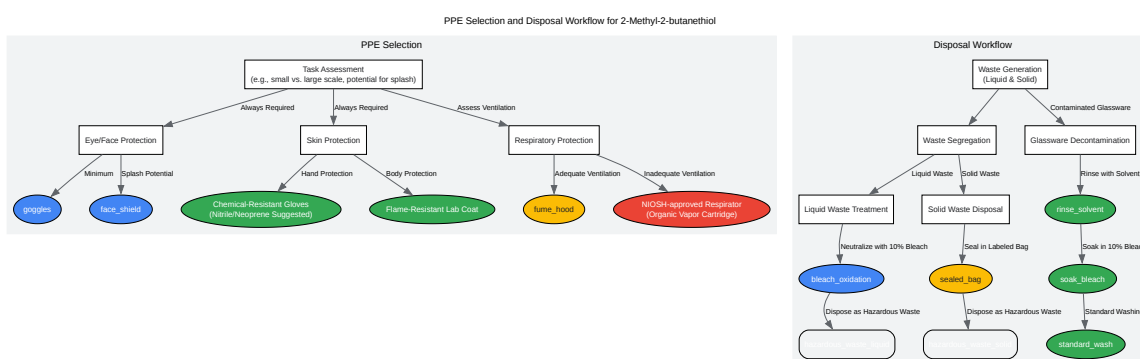 PPE Selection and Disposal Workflow for 2-Methyl-2-butanethiol
PPE Selection
Task Assessment
(e.g., small vs. large scale, potential for splash)
Always Required
Always Required
Assess Ventilation
Eye/Face Protection
Skin Protection
Respiratory Protection
Minimum
Splash Potential
Hand Protection
Body Protection
Adequate Ventilation
Inadequate Ventilation
goggles
face_shield
Chemical-Resistant Gloves
(Nitrile/Neoprene Suggested)
Flame-Resistant Lab Coat
fume_hood
NIOSH-approved Respirator
(Organic Vapor Cartridge)
Disposal Workflow
Waste Generation
(Liquid & Solid)
Contaminated Glassware
Waste Segregation
Glassware Decontamination
Liquid Waste
Solid Waste
Rinse with Solvent
Liquid Waste Treatment
Solid Waste Disposal
rinse_solvent
Neutralize with 10% Bleach
Seal in Labeled Bag
Soak in 10% Bleac
bleach_oxidation
sealed_bag
soak_bleach
Dispose as Hazardous Waste
Dispose as Hazardous Waste
Standard Washin
standard_wash